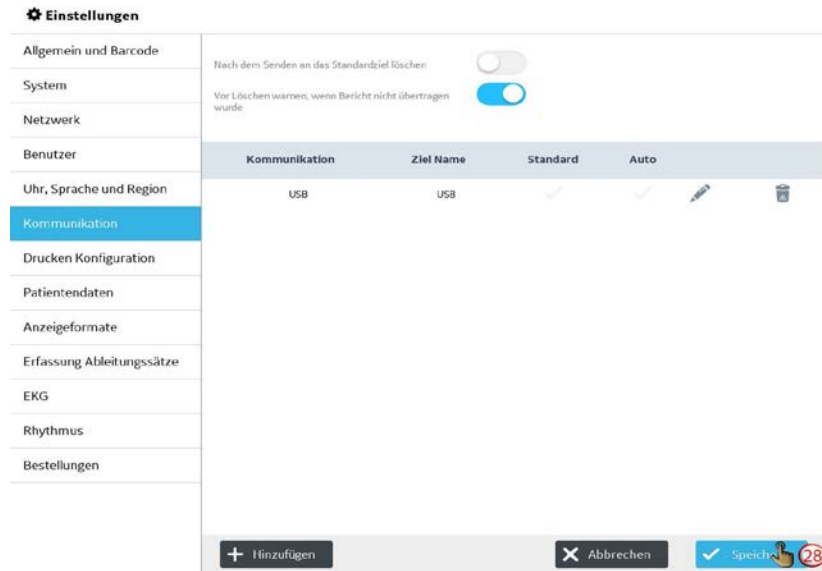 Einstellungen
Allgemein und Barcode
System
Netzwerk
Benutzer
Uhr, Sprache und Region
Kommunikation
Drucken Konfiguration
Patientendaten
Anzeigeformate
Erfassung Ableitungssätze
EKG
Rhythmus
Bestellungen
Nach dem Senden an das Standardziel löschen
Vor Löschen warnen, wenn Bericht nicht übertragen
wurde
Kommunikation Ziel Name Standard Auto
USB USB
Hinzufügen Abbrechen Speich 28